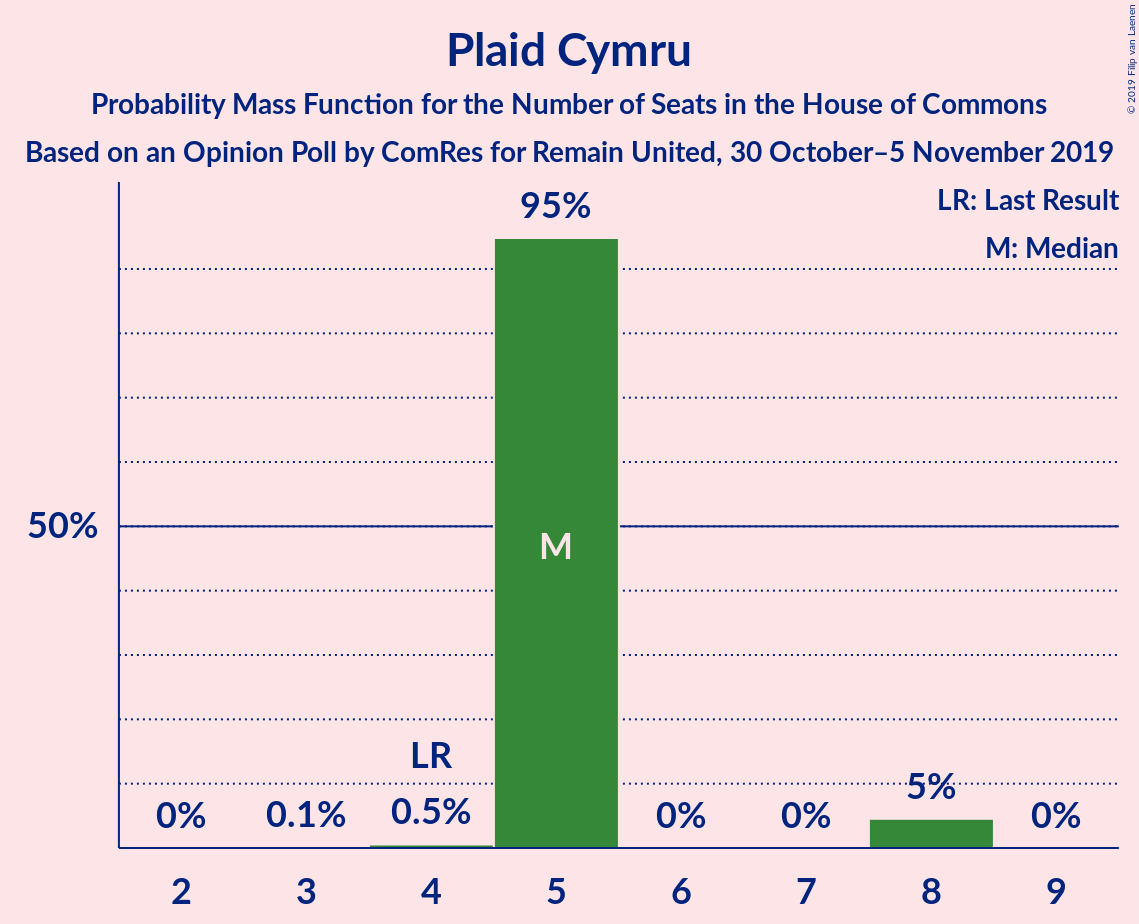 Plaid Cymru
Probability Mass Function for the Number of Seats in the House of Commons
Based on an Opinion Poll by ComRes for Remain United, 30 October–5 November 2019
© 2019 Filip van Laenen
LR: Last Result
M: Median
95%
50%
M
LR
0% 0.1% 0.5% 0% 0% 5% 0%
2 3 4 5 6 7 8 9